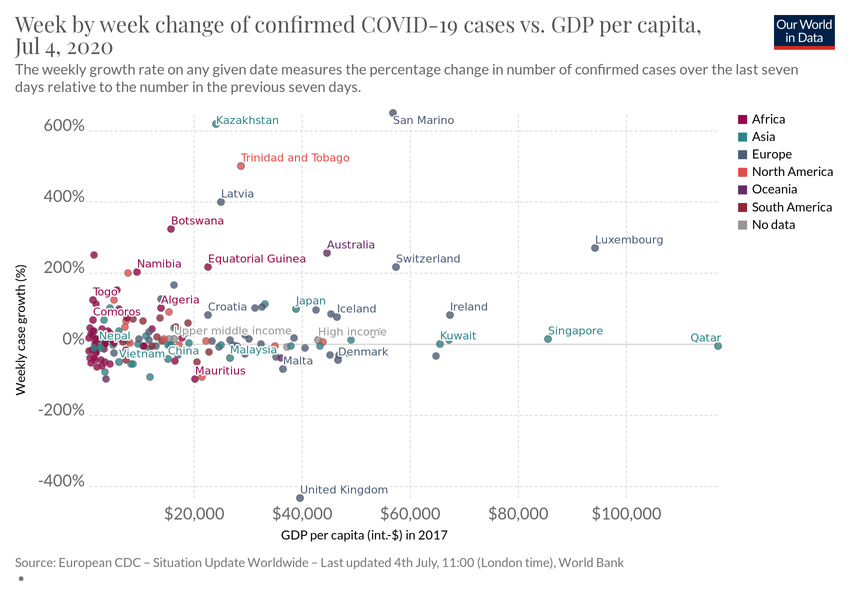 Week by week change of confirmed COVID-19 cases vs. GDP per capita,
Jul 4, 2020
Our World
in Data
The weekly growth rate on any given date measures the percentage change in number of confirmed cases over the last seven
days relative to the number in the previous seven days.
Kazakhstan
San Marino
600%
Africa
Asia
Europe
North America
Oceania
South America
No data
Trinidad and Tobago
400%
Latvia
Botswana
Australia
Luxembourg
Namibia
Equatorial Guinea
Switzerland
200%
Togo
Algeria
Japan
Comoros
Croatia
Iceland
Ireland
Upper middle income
High income
Nepal
Kuwait
Singapore
Qatar
0%
Vietnam
China
Malaysia
Denmark
Malta
Mauritius
-200%
-400%
United Kingdom
Weekly case growth (%)
$20,000
$40,000
$60,000
$80,000
$100,000
GDP per capita (int.-$) in 2017
Source: European CDC – Situation Update Worldwide – Last updated 4th July, 11:00 (London time), World Bank